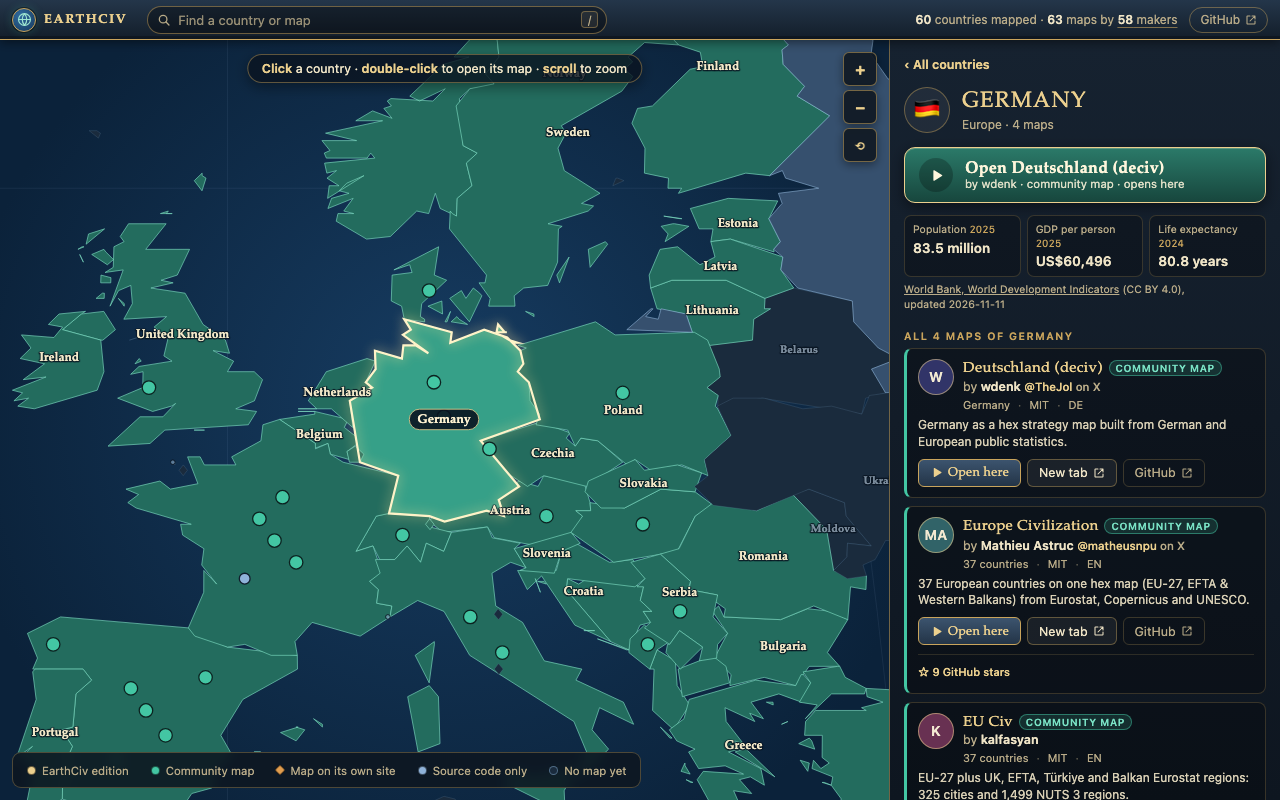 EARTHCIV
Find a country or map
/
60 countries mapped · 63 maps by 58 makers
GitHub
Click a country · double-click to open its map · scroll to zoom
+
−
Finland
Sweden
Estonia
Latvia
Lithuania
Belarus
United Kingdom
Ireland
Netherlands
Germany
Poland
Belgium
Czechia
Ukra
Slovakia
Austria
Moldova
Slovenia
Romania
Croatia
Serbia
Bulgaria
Portugal
Greece
EarthCiv edition
Community map
Map on its own site
Source code only
No map yet
‹ All countries
GERMANY
Europe · 4 maps
Open Deutschland (deciv)
by wdenk · community map · opens here
Population 2025
83.5 million
GDP per person 2025
US$60,496
Life expectancy 2024
80.8 years
World Bank, World Development Indicators (CC BY 4.0),
updated 2026-11-11
ALL 4 MAPS OF GERMANY
W
Deutschland (deciv) COMMUNITY MAP
by wdenk @TheJol on X
Germany · MIT · DE
Germany as a hex strategy map built from German and
European public statistics.
Open here
New tab
GitHub
MA
Europe Civilization COMMUNITY MAP
by Mathieu Astruc @matheusnpu on X
37 countries · MIT · EN
37 European countries on one hex map (EU-27, EFTA &
Western Balkans) from Eurostat, Copernicus and UNESCO.
Open here
New tab
GitHub
☆ 9 GitHub stars
K
EU Civ COMMUNITY MAP
by kalfasyan
37 countries · MIT · EN
EU-27 plus UK, EFTA, Türkiye and Balkan Eurostat regions:
325 cities and 1,499 NUTS 3 regions.